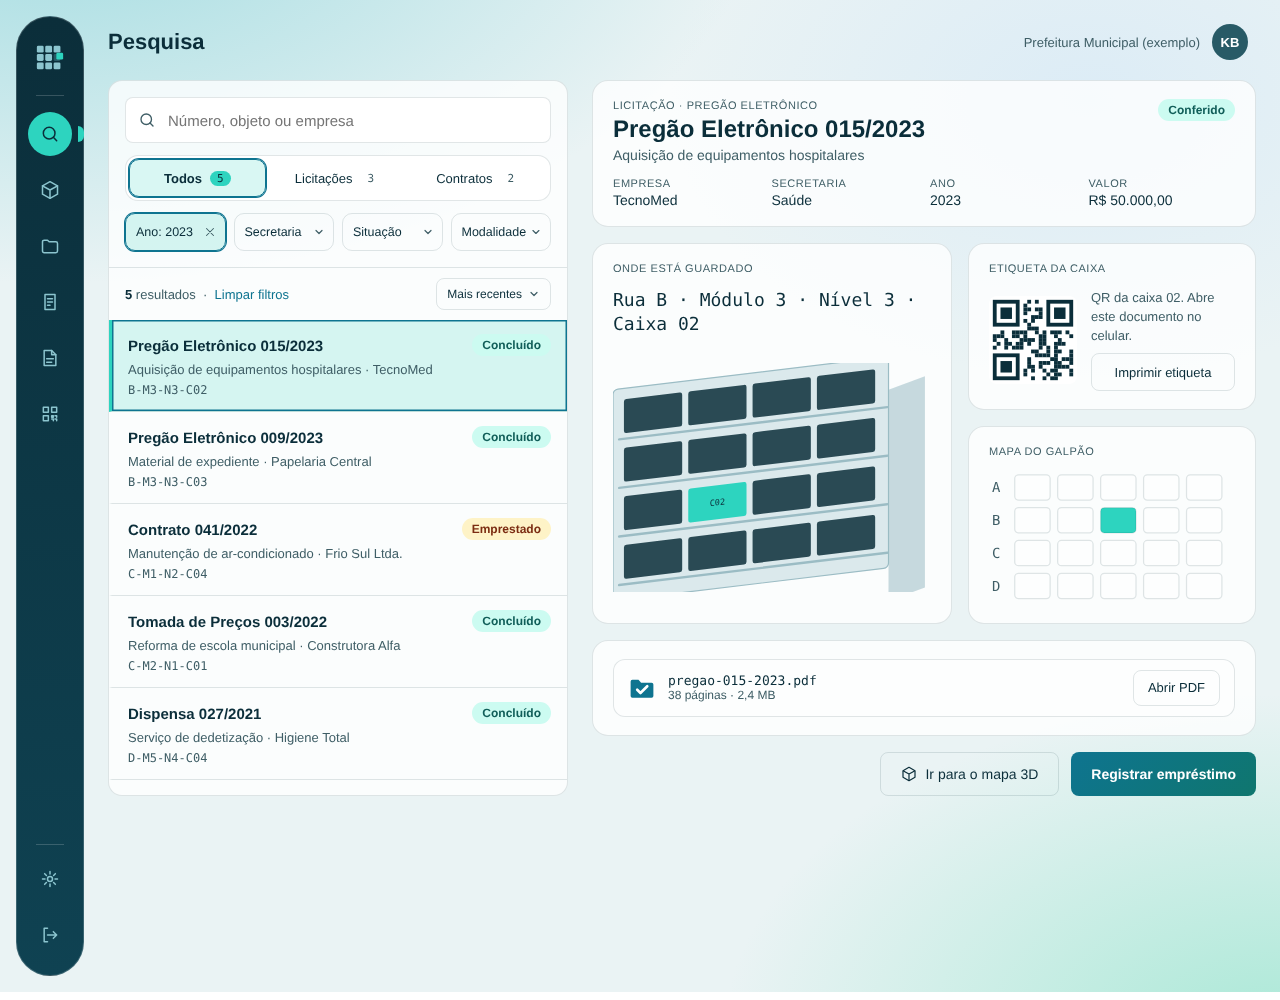 Pesquisa
Prefeitura Municipal (exemplo)
KB
Número, objeto ou empresa
Todos 5
Licitações 3
Contratos 2
Ano: 2023
Secretaria
Situação
Modalidade
5 resultados · Limpar filtros
Mais recentes
Pregão Eletrônico 015/2023
Concluído
Aquisição de equipamentos hospitalares · TecnoMed
B-M3-N3-C02
Pregão Eletrônico 009/2023
Concluído
Material de expediente · Papelaria Central
B-M3-N3-C03
Contrato 041/2022
Emprestado
Manutenção de ar-condicionado · Frio Sul Ltda.
C-M1-N2-C04
Tomada de Preços 003/2022
Concluído
Reforma de escola municipal · Construtora Alfa
C-M2-N1-C01
Dispensa 027/2021
Concluído
Serviço de dedetização · Higiene Total
D-M5-N4-C04
LICITAÇÃO · PREGÃO ELETRÔNICO
Conferido
Pregão Eletrônico 015/2023
Aquisição de equipamentos hospitalares
EMPRESA
TecnoMed
SECRETARIA
Saúde
ANO
2023
VALOR
R$ 50.000,00
ONDE ESTÁ GUARDADO
Rua B · Módulo 3 · Nível 3 ·
Caixa 02
C02
ETIQUETA DA CAIXA
QR da caixa 02. Abre
este documento no
celular.
Imprimir etiqueta
MAPA DO GALPÃO
A
B
C
D
pregao-015-2023.pdf
38 páginas · 2,4 MB
Abrir PDF
Ir para o mapa 3D
Registrar empréstimo